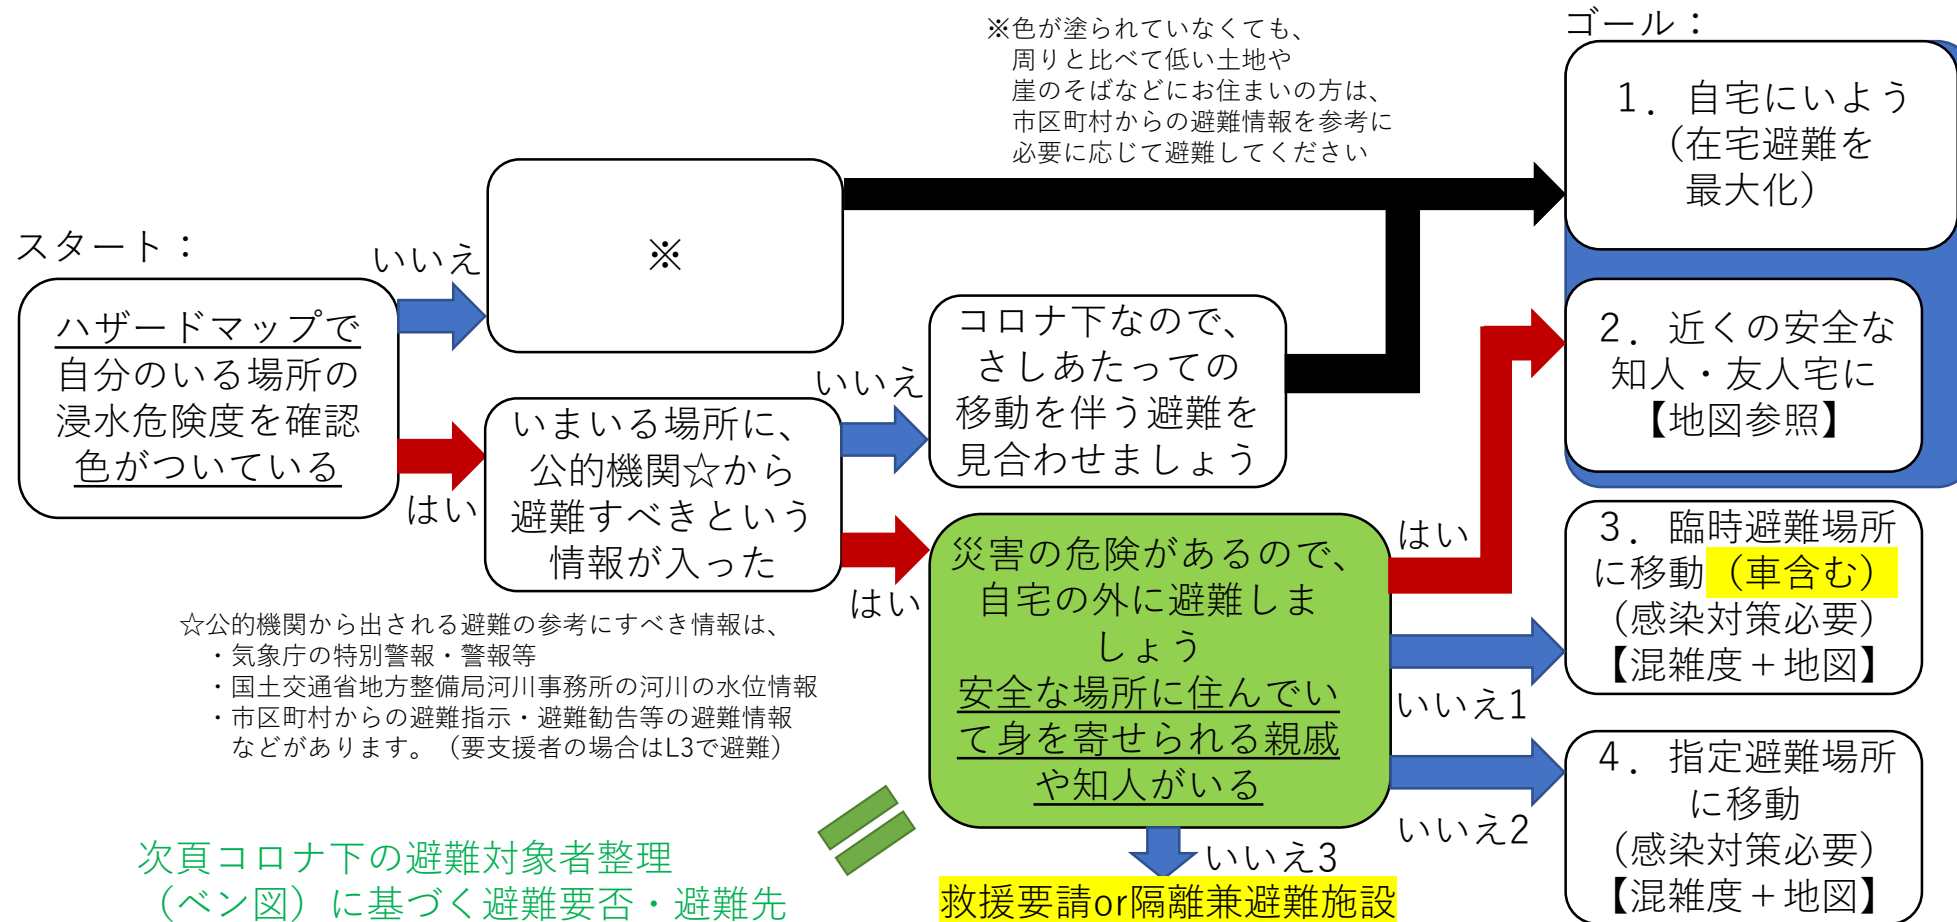 スタート：
ハザードマップで
自分のいる場所の
浸水危険度を確認
色がついている
いいえ
はい
※
※色が塗られていなくても、
周りと比べて低い土地や
崖のそばなどにお住まいの方は、
市区町村からの避難情報を参考に
必要に応じて避難してください
いまいる場所に、
公的機関☆から
避難すべきという
情報が入った
いいえ
はい
コロナ下なので、
さしあたっての
移動を伴う避難を
見合わせましょう
災害の危険があるので、
自宅の外に避難しま
しょう
安全な場所に住んでい
て身を寄せられる親戚
や知人がいる
はい
いいえ1
いいえ2
いいえ3
救援要請or隔離兼避難施設
ゴール：
1．自宅にいよう
（在宅避難を
最大化）
2．近くの安全な
知人・友人宅に
【地図参照】
3．臨時避難場所
に移動（車含む）
（感染対策必要）
【混雑度＋地図】
4．指定避難場所
に移動
（感染対策必要）
【混雑度＋地図】
☆公的機関から出される避難の参考にすべき情報は、
・気象庁の特別警報・警報等
・国土交通省地方整備局河川事務所の河川の水位情報
・市区町村からの避難指示・避難勧告等の避難情報
などがあります。（要支援者の場合はL3で避難）
次頁コロナ下の避難対象者整理
（ベン図）に基づく避難要否・避難先